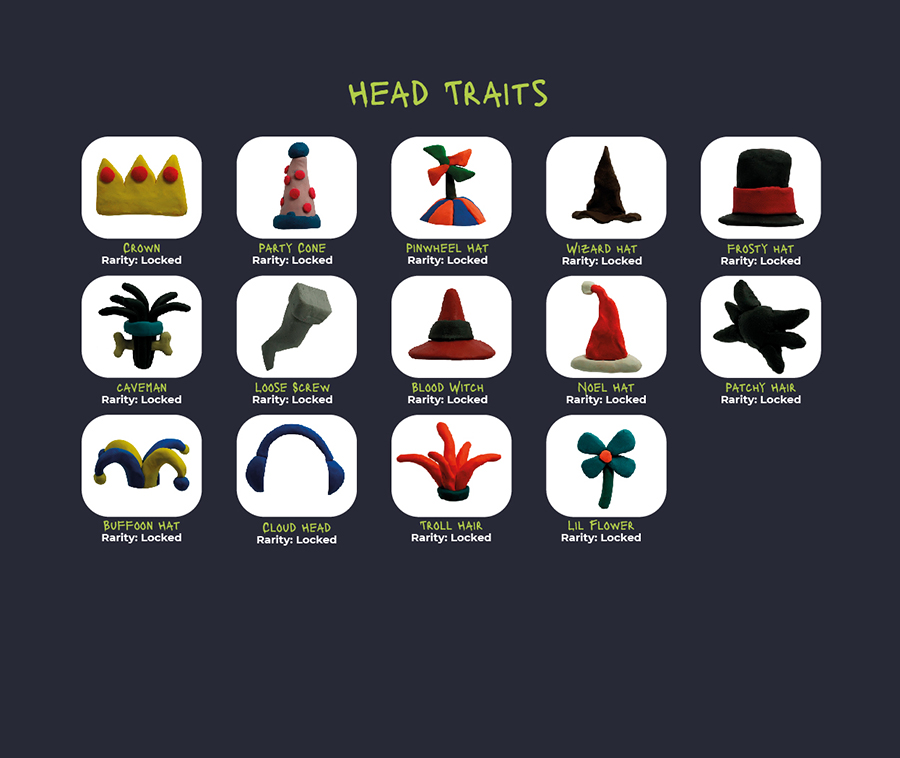 HEAD TRAITS
CROWN
Rarity: Locked
PARTY CONE
Rarity: Locked
PINWHEEL HAT
Rarity: Locked
WIZARD HAT
Rarity: Locked
FROSTY HAT
Rarity: Locked
CAVEMAN
Rarity: Locked
LOOSE SCREW
Rarity: Locked
BLOOD WITCH
Rarity: Locked
NOEL HAT
Rarity: Locked
PATCHY HAIR
Rarity: Locked
BUFFOON HAT
Rarity: Locked
CLOUD HEAD
Rarity: Locked
TROLL HAIR
Rarity: Locked
LIL FLOWER
Rarity: Locked